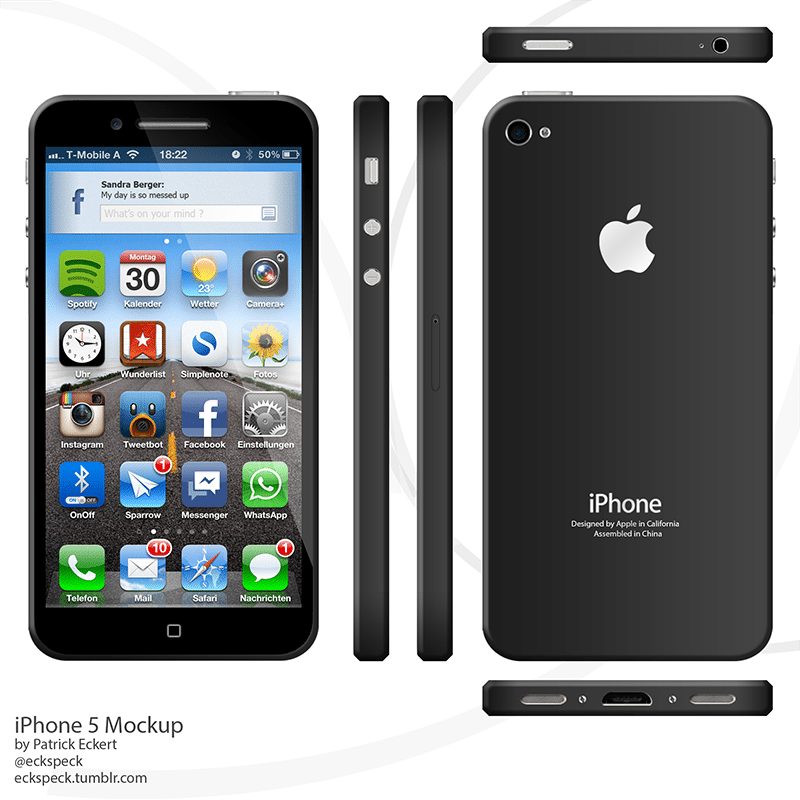 T-Mobile A 18:22 50%
Sandra Berger:
My day is so messed up
What's on your mind ?
Montag
30
23°
Spotify Kalender Wetter Camera+
Uhr Wunderlist Simplenote Fotos
Instagram Tweetbot Facebook Einstellungen
ON OFF
1
OnOff Sparrow Messenger WhatsApp
10 1
Telefon Mail Safari Nachrichten
iPhone
Designed by Apple in California
Assembled in China
iPhone 5 Mockup
by Patrick Eckert
@eckspeck
eckspeck.tumblr.com